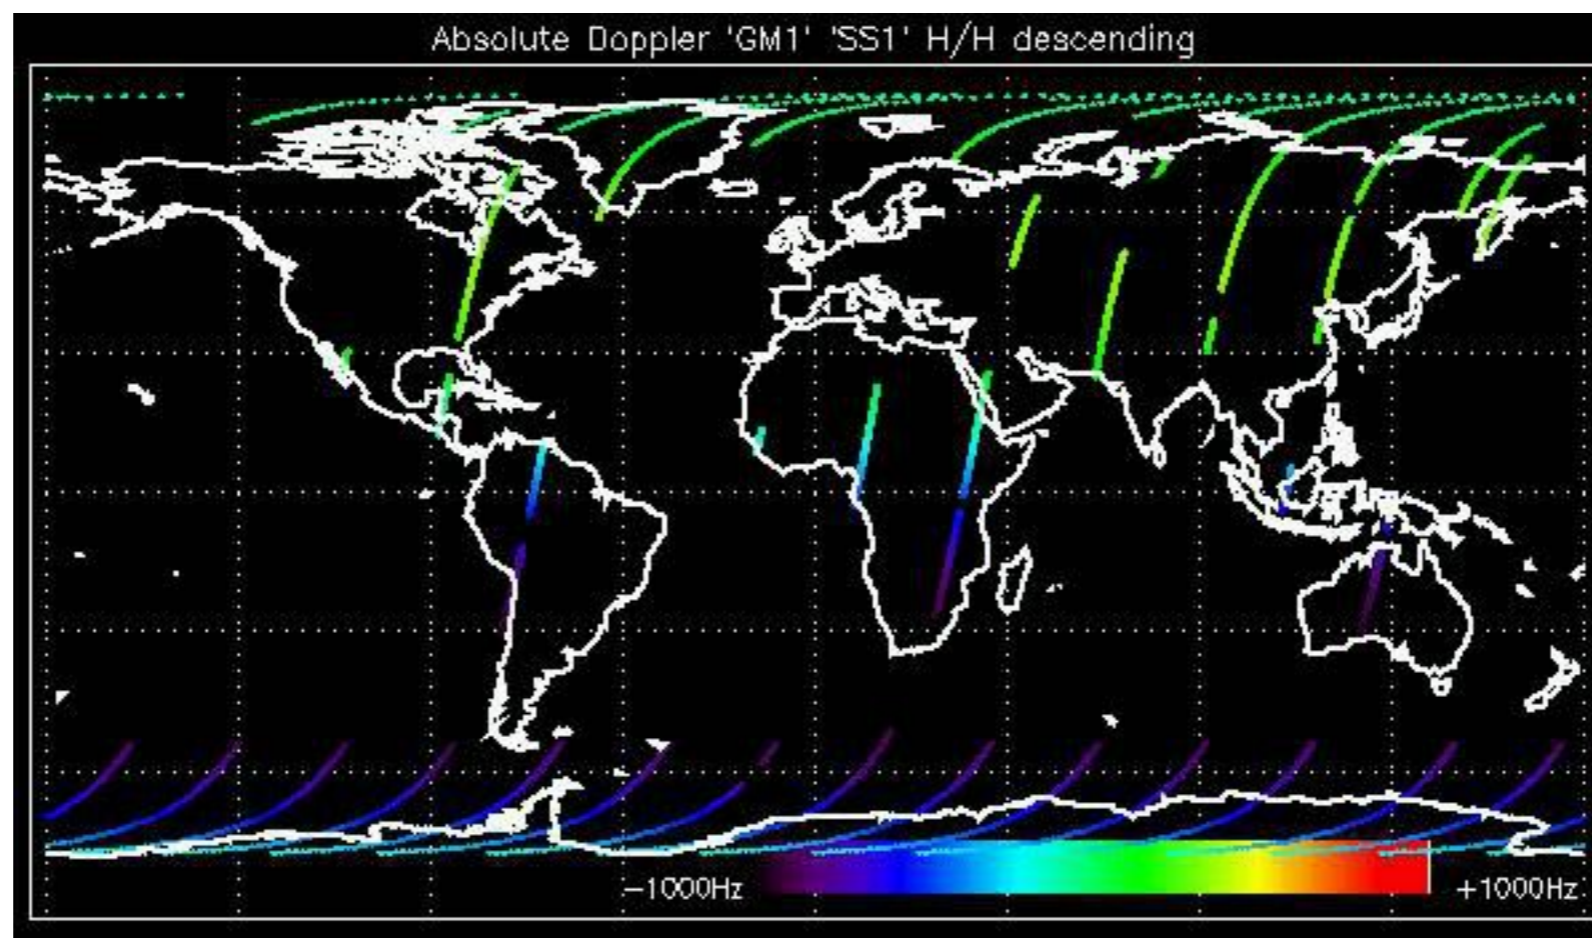 Absolute Doppler 'GM1' 'SS1' H/H descending
−1000Hz
+1000Hz